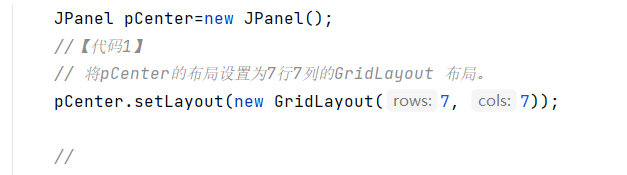 JPanel pCenter=new JPanel();
//【代码1】
// 将pCenter的布局设置为7行7列的GridLayout 布局。
pCenter.setLayout(new GridLayout( rows: 7, cols: 7));
//